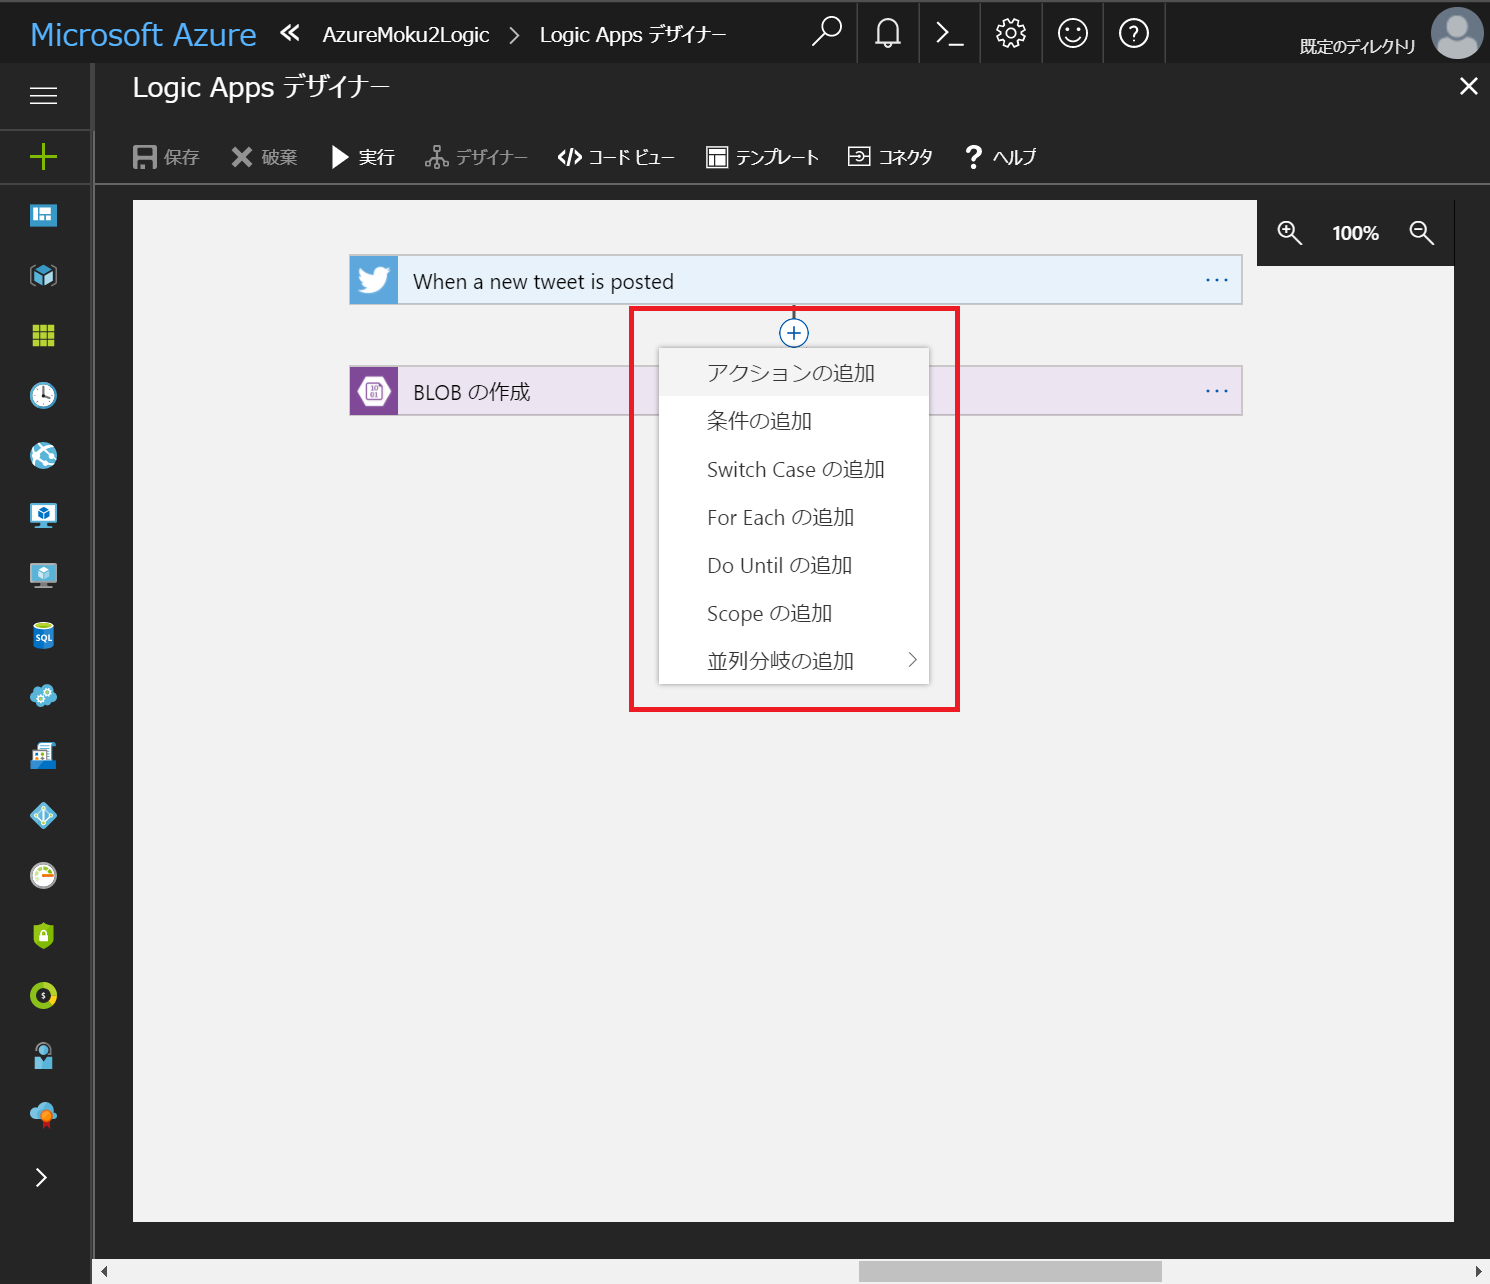 Microsoft Azure « AzureMoku2Logic > Logic Apps デザイナー
既定のディレクトリ
Logic Apps デザイナー
保存 破棄 実行 デザイナー コード ビュー テンプレート コネクタ ヘルプ
100%
When a new tweet is posted
BLOB の作成
アクションの追加
条件の追加
Switch Case の追加
For Each の追加
Do Until の追加
Scope の追加
並列分岐の追加
SQL